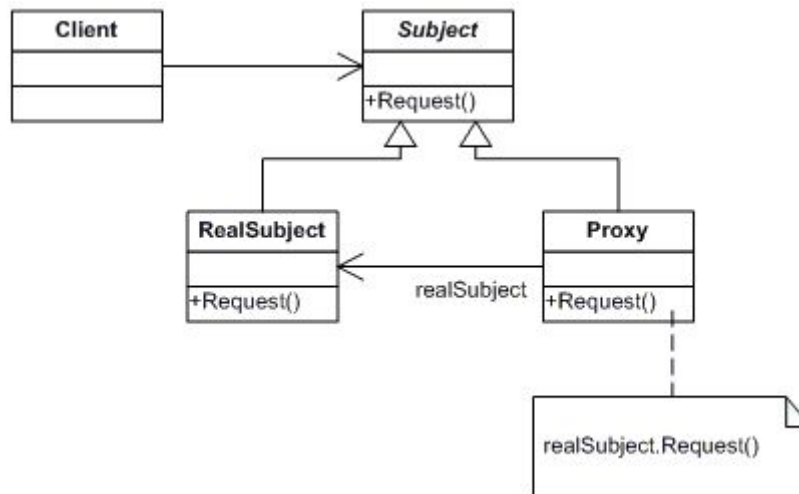 Client
Subject
+Request()
RealSubject
Proxy
realSubject
+Request()
+Request()
realSubject.Request()